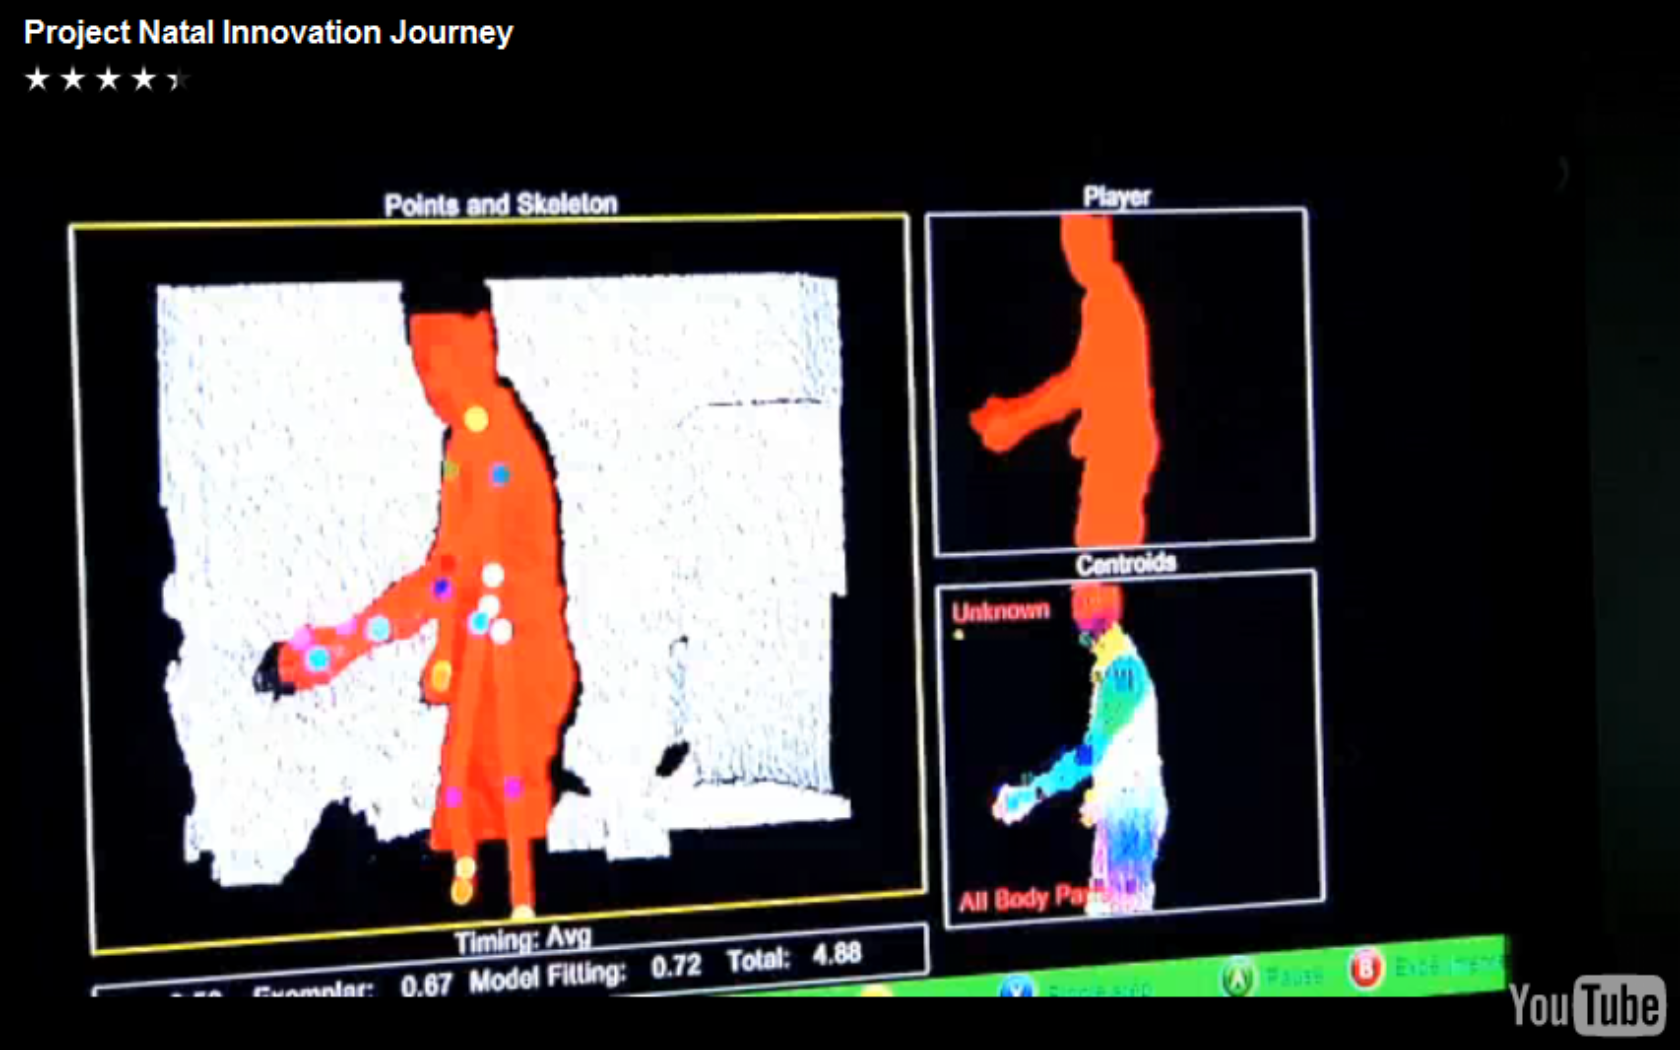 Project Natal Innovation Journey
Points and Skeleton
Player
Centroids
Unknown
All Body
Timing: Avg
Exemplar: 0.67 Model Fitting: 0.72 Total: 4.88
A Pause B
YouTube